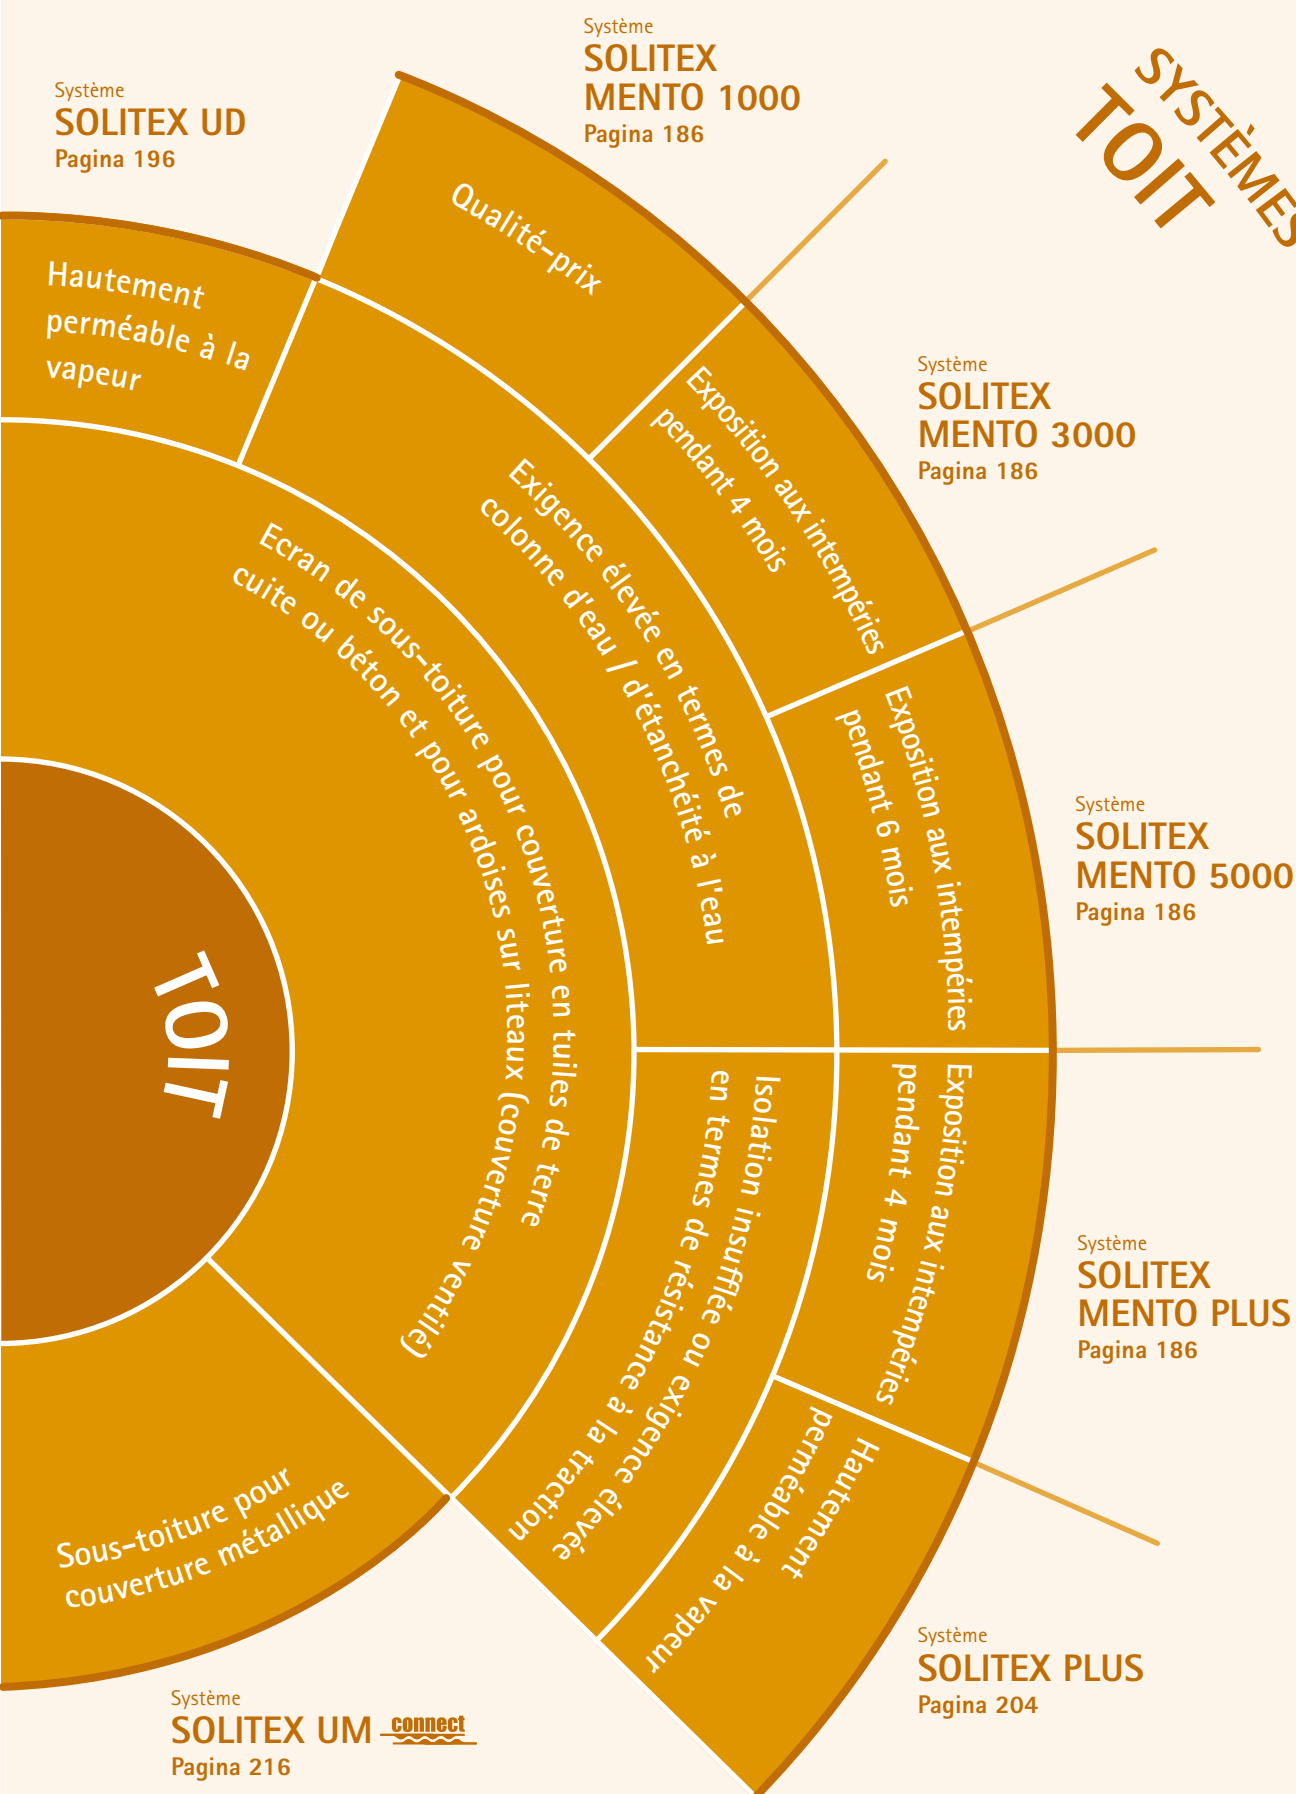 Système
SOLITEX UD
Pagina 196
Système
SOLITEX
MENTO 1000
Pagina 186
SYSTÈMES
TOIT
Qualité-prix
Hautement
perméable à la
vapeur
Système
SOLITEX
MENTO 3000
Pagina 186
Exposition aux intempéries
pendant 4 mois
Exigence élevée en termes de
colonne d'eau / d'étanchéité à l'eau
Ecran de sous-toiture pour couverture en tuiles de terre
cuite ou béton et pour ardoises sur liteaux (couverture ventilé)
Exposition aux intempéries
pendant 6 mois
Système
SOLITEX
MENTO 5000
Pagina 186
TOIT
Exposition aux intempéries
pendant 4 mois
Isolation insufflée ou exigence élevée
en termes de résistance à la traction
Système
SOLITEX
MENTO PLUS
Pagina 186
Hautement
perméable à la vapeur
Sous-toiture pour
couverture métallique
Système
SOLITEX PLUS
Pagina 204
Système
SOLITEX UM connect
Pagina 216